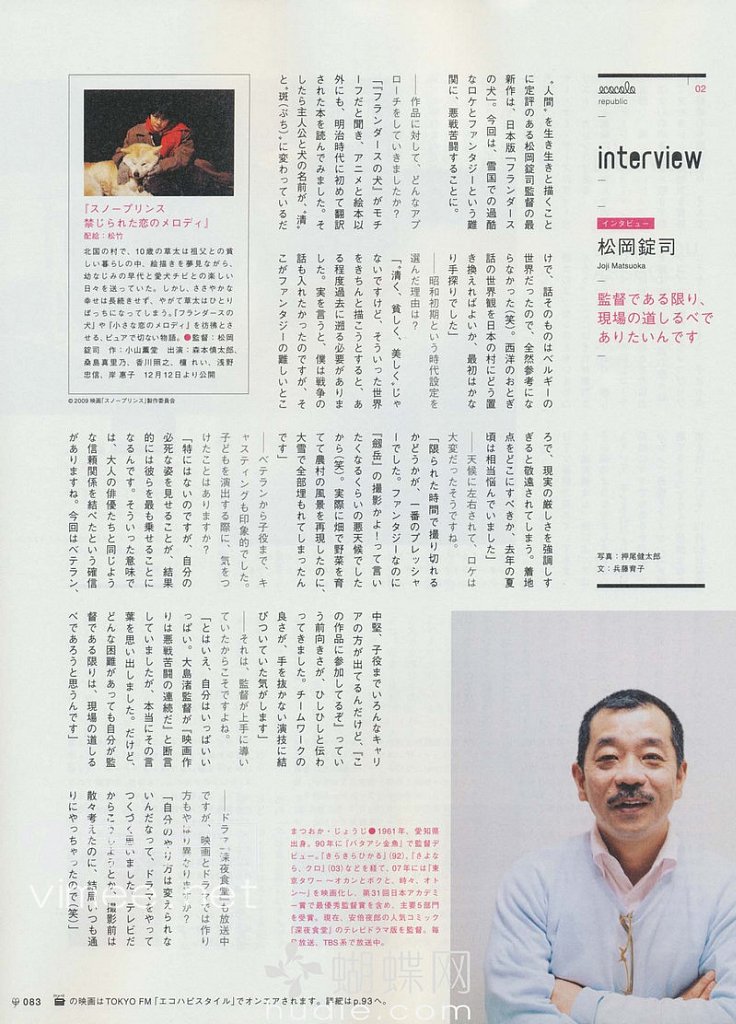 ecocolo
republic
02
interview
インタビュー
松岡錠司
Joji Matsuoka
監督である限り、
現場の道しるべで
ありたいんです
写真：押尾健太郎
文：兵藤育子
“人間”を生き生きと描くこと
に定評のある松岡錠司監督の最
新作は、日本版『フランダース
の犬』。今回は、雪国での過酷
なロケとファンタジーという難
関に、悪戦苦闘することに。
──作品に対して、どんなアプ
ローチをしていきましたか？
「『フランダースの犬』がモチ
ーフだと聞き、アニメと絵本以
外にも、明治時代に初めて翻訳
された本を読んでみました。そ
したら主人公と犬の名前が、“清”
と“斑（ぶち）”に変わっているだ
けで、話そのものはベルギーの
世界だったので、全然参考にな
らなかった（笑）。西洋のおとぎ
話の世界観を日本の村にどう置
き換えればよいか、最初はかな
り手探りでした」
──昭和初期という時代設定を
選んだ理由は？
「“清く、貧しく、美しく”じゃ
ないですけど、そういった世界
をきちんと描こうとすると、あ
る程度過去に遡る必要がありま
した。実を言うと、僕は戦争の
話も入れたかったのですが、そ
こがファンタジーの難しいとこ
ろで、現実の厳しさを強調しす
ぎると敬遠されてしまう。着地
点をどこにすべきか、去年の夏
頃は相当悩んでいました」
──天候に左右されて、ロケは
大変だったそうですね。
「限られた時間で撮り切れる
かどうかが、一番のプレッシャ
ーでした。ファンタジーなのに
『劔岳』の撮影かよ！って言い
たくなるくらいの悪天候でした
から（笑）。実際に畑で野菜を育
てて農村の風景を再現したのに、
大雪で全部埋もれてしまったん
です」
──ベテランから子役まで、キ
ャスティングも印象的でした。
子どもを演出する際に、気をつ
けたことはありますか？
「特にはないのですが、自分の
必死な姿を見せることが、結果
的には彼らを最も乗せることに
なるんです。そういった意味で
は、大人の俳優たちと同じよう
な信頼関係を結べたという確信
がありますね。今回はベテラン、
中堅、子役までいろんなキャリ
アの方が出てるんだけど、『こ
の作品に参加してるぞ』ってい
う前向きさが、ひしひしと伝わ
ってきました。チームワークの
良さが、手を抜かない演技に結
びついていた気がします」
──それは、監督が上手に導い
ていたからこそですよね。
「とはいえ、自分はいっぱいい
っぱい。大島渚監督が『映画作
りは悪戦苦闘の連続だ』と断言
していましたが、本当にその言
葉を思い出しました。だけど、
どんな困難があっても自分が監
督である限りは、現場の道しる
べであろうと思うんです」
──ドラマ『深夜食堂』も放送中
ですが、映画とドラマでは作り
方もやはり異なりますか？
「自分のやり方は変えられな
いんだなって、ドラマをやって
つくづく思いました。テレビだ
からこうしようとか、撮影前は
散々考えたのに、結局いつも通
りにやっちゃったので（笑）」
『スノープリンス
禁じられた恋のメロディ』
配給：松竹
北国の村で、10歳の草太は祖父との貧
しい暮らしの中、絵描きを夢見ながら、
幼なじみの早代と愛犬チビとの楽しい
日々を送っていた。しかし、ささやかな
幸せは長続きせず、やがて草太はひとり
ぼっちになってしまう。『フランダースの
犬』や『小さな恋のメロディ』を彷彿とさ
せる、ピュアで切ない物語。●監督：松岡
錠司　作：小山薫堂　出演：森本慎太郎、
桑島真里乃、香川照之、檀 れい、浅野
忠信、岸 惠子　12月12日より公開
©2009 映画「スノープリンス」製作委員会
まつおか・じょうじ●1961年、愛知県
出身。90年に『バタアシ金魚』で監督デ
ビュー。『きらきらひかる』(92)、『さよな
ら、クロ』(03)などを経て、07年には『東
京タワー〜オカンとボクと、時々、オト
ン〜』を映画化し、第31回日本アカデミ
ー賞で最優秀監督賞を含め、主要5部門
を受賞。現在、安倍夜郎の人気コミック
『深夜食堂』のテレビドラマ版を監督。毎
放送、TBS系で放送中。
083
の映画はTOKYO FM「エコハピスタイル」でオンエアされます。詳細はp.93へ。
蝴蝶网
hudie.com